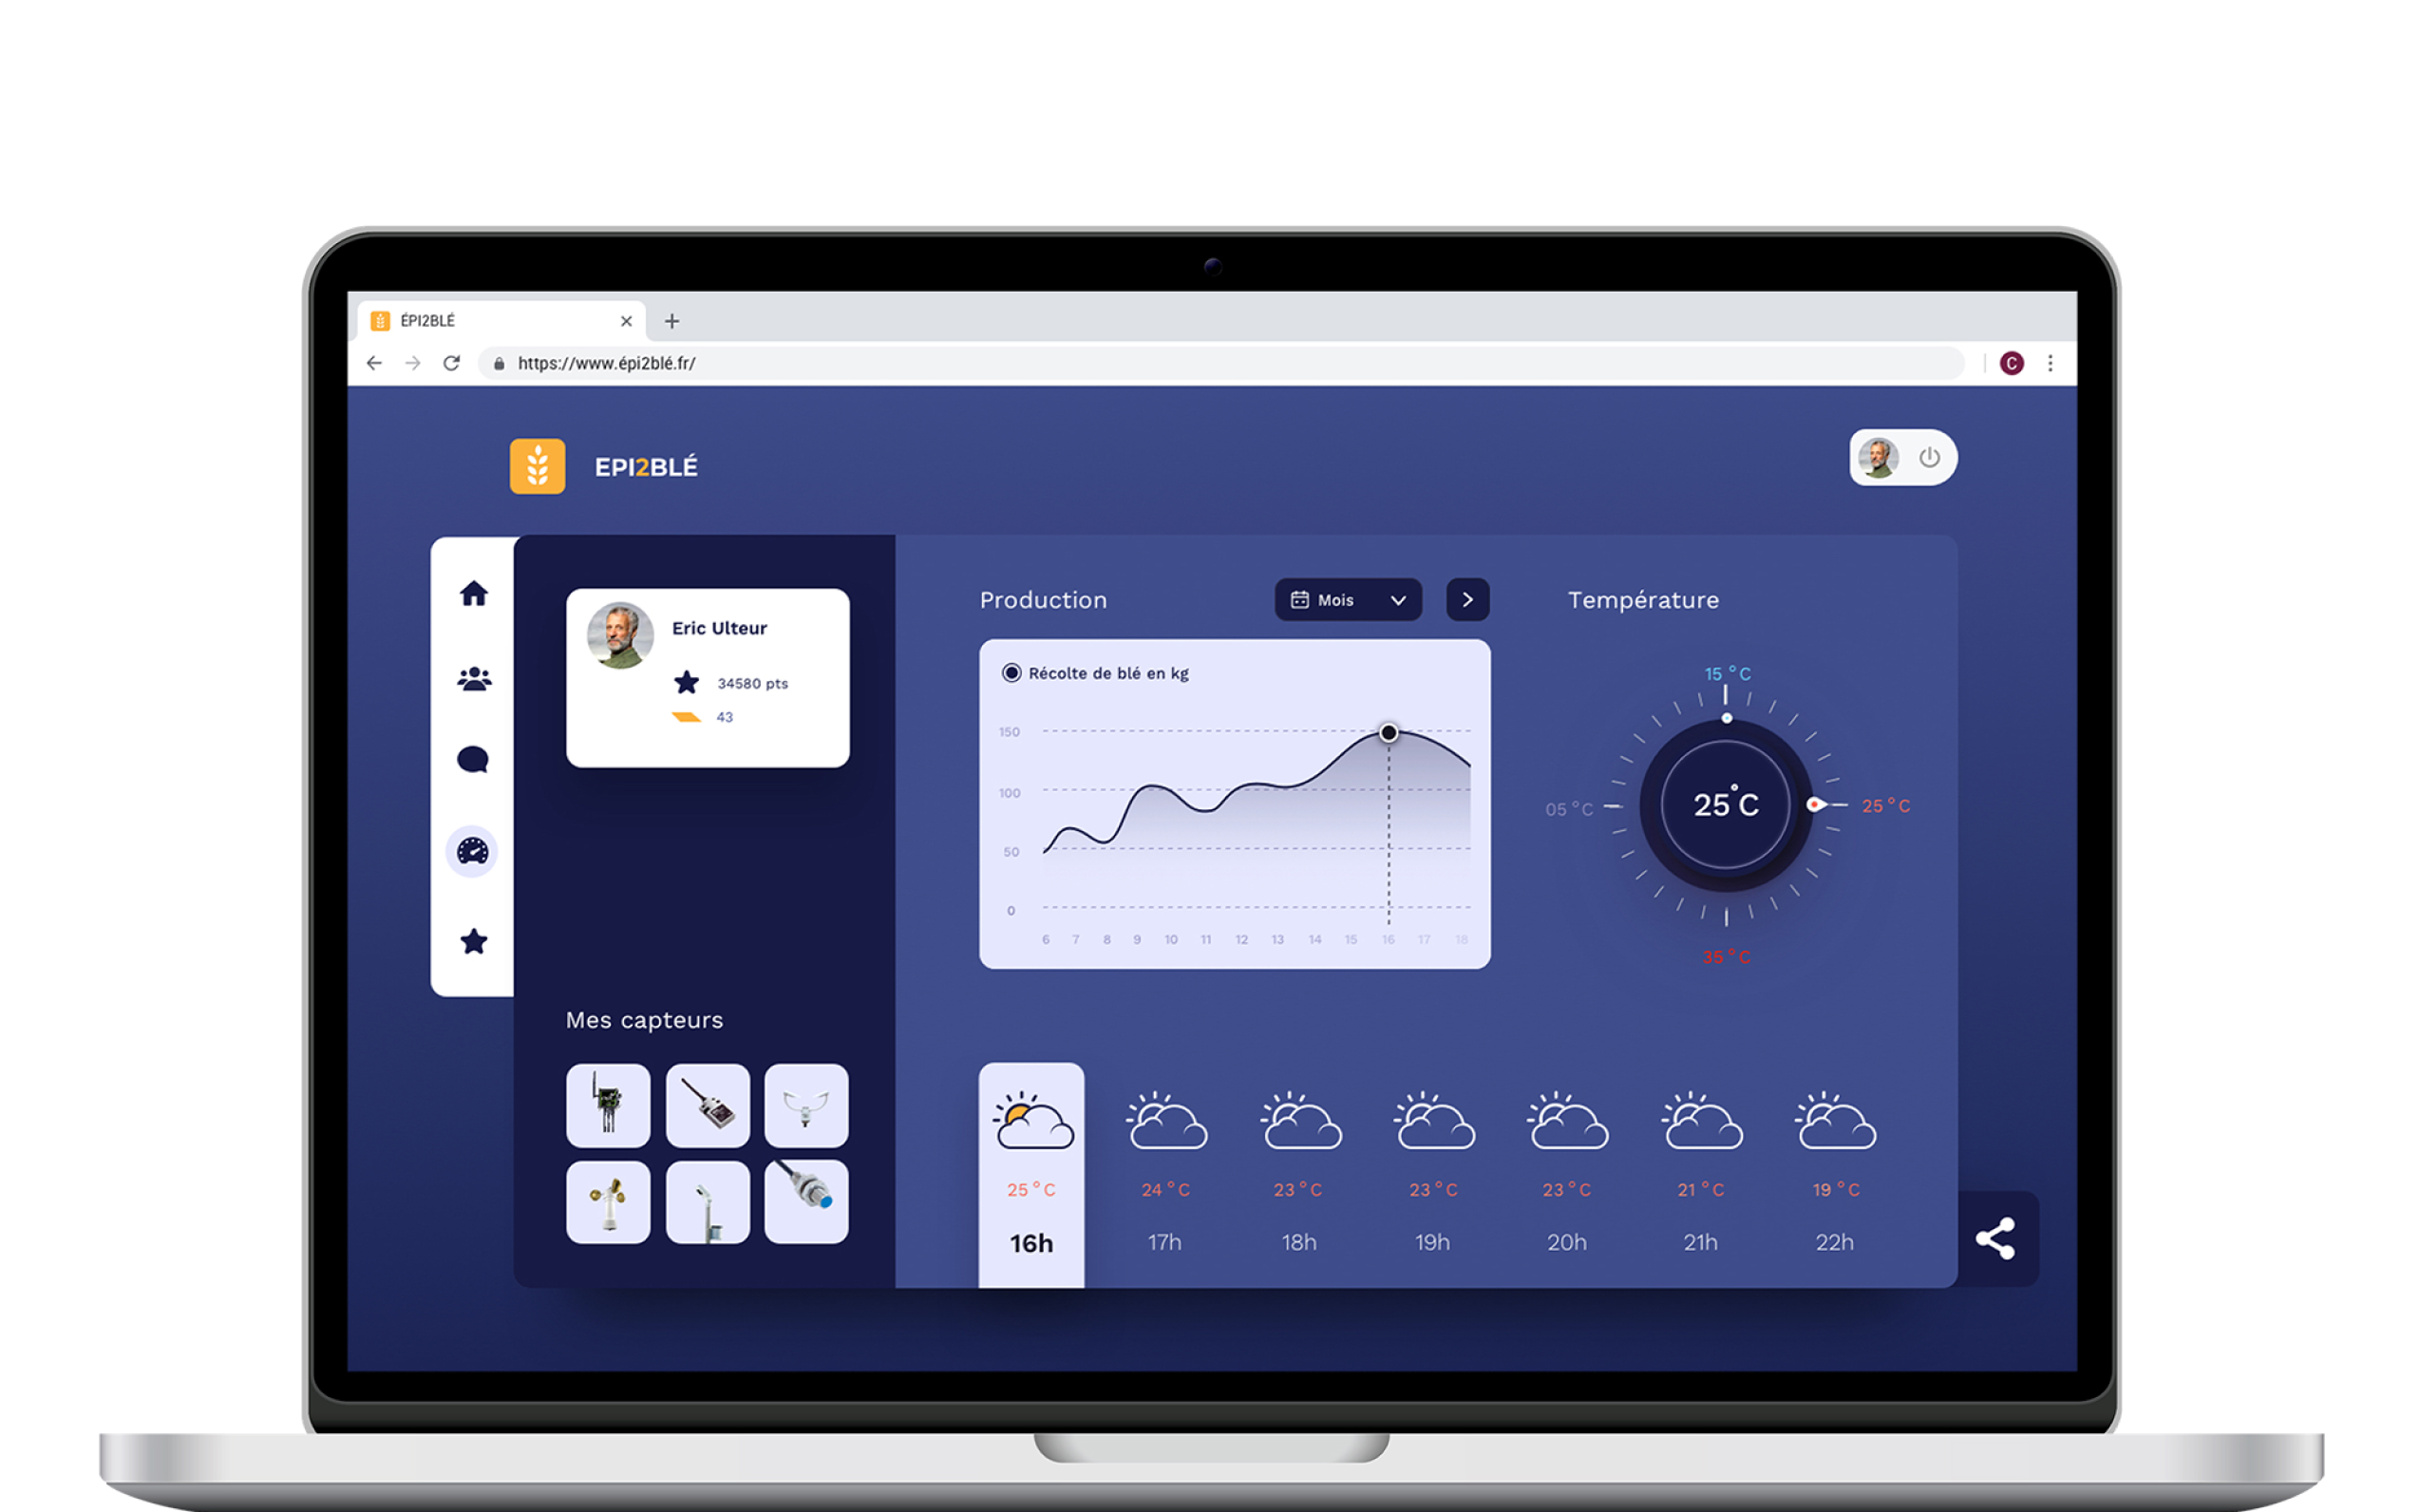 ÉPI2BLÉ
https://www.épi2blé.fr/
C
EPI2BLÉ
Eric Ulteur
34580 pts
43
Mes capteurs
Production
Mois
Récolte de blé en kg
150
100
50
0
6 7 8 9 10 11 12 13 14 15 16 17 18
Température
15 °C
05 °C
25°C
25 °C
35 °C
25 °C 24 °C 23 °C 23 °C 23 °C 21 °C 19 °C
16h 17h 18h 19h 20h 21h 22h